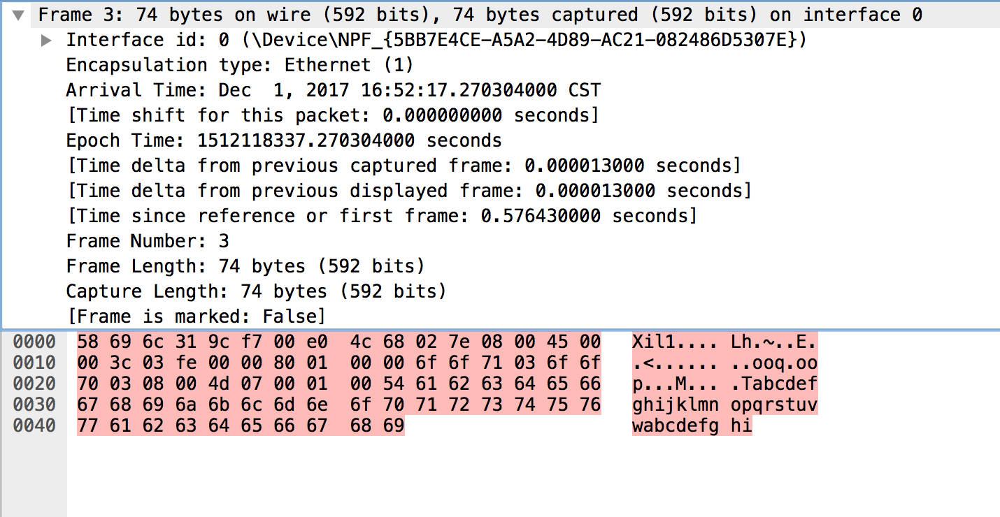 Frame 3: 74 bytes on wire (592 bits), 74 bytes captured (592 bits) on interface 0
Interface id: 0 (\Device\NPF_{5BB7E4CE-A5A2-4D89-AC21-082486D5307E})
Encapsulation type: Ethernet (1)
Arrival Time: Dec  1, 2017 16:52:17.270304000 CST
[Time shift for this packet: 0.000000000 seconds]
Epoch Time: 1512118337.270304000 seconds
[Time delta from previous captured frame: 0.000013000 seconds]
[Time delta from previous displayed frame: 0.000013000 seconds]
[Time since reference or first frame: 0.576430000 seconds]
Frame Number: 3
Frame Length: 74 bytes (592 bits)
Capture Length: 74 bytes (592 bits)
[Frame is marked: False]
0000 58 69 6c 31 9c f7 00 e0 4c 68 02 7e 08 00 45 00 Xil1.... Lh.~..E.
0010 00 3c 03 fe 00 00 80 01 00 00 6f 6f 71 03 6f 6f .<...... ..ooq.oo
0020 70 03 08 00 4d 07 00 01 00 54 61 62 63 64 65 66 p...M... .Tabcdef
0030 67 68 69 6a 6b 6c 6d 6e 6f 70 71 72 73 74 75 76 ghijklmn opqrstuv
0040 77 61 62 63 64 65 66 67 68 69 wabcdefg hi